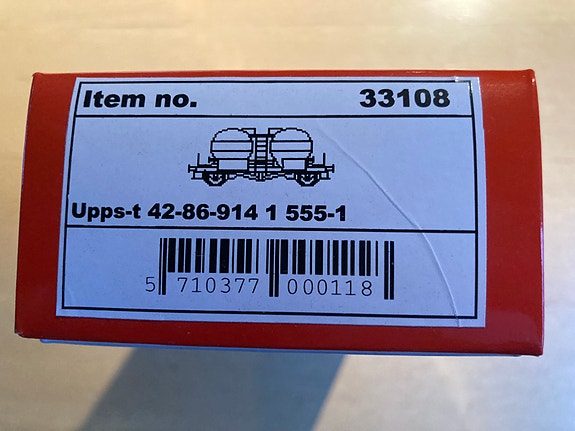 Item no. 33108
Upps-t 42-86-914 1 555-1
5 710377 000118